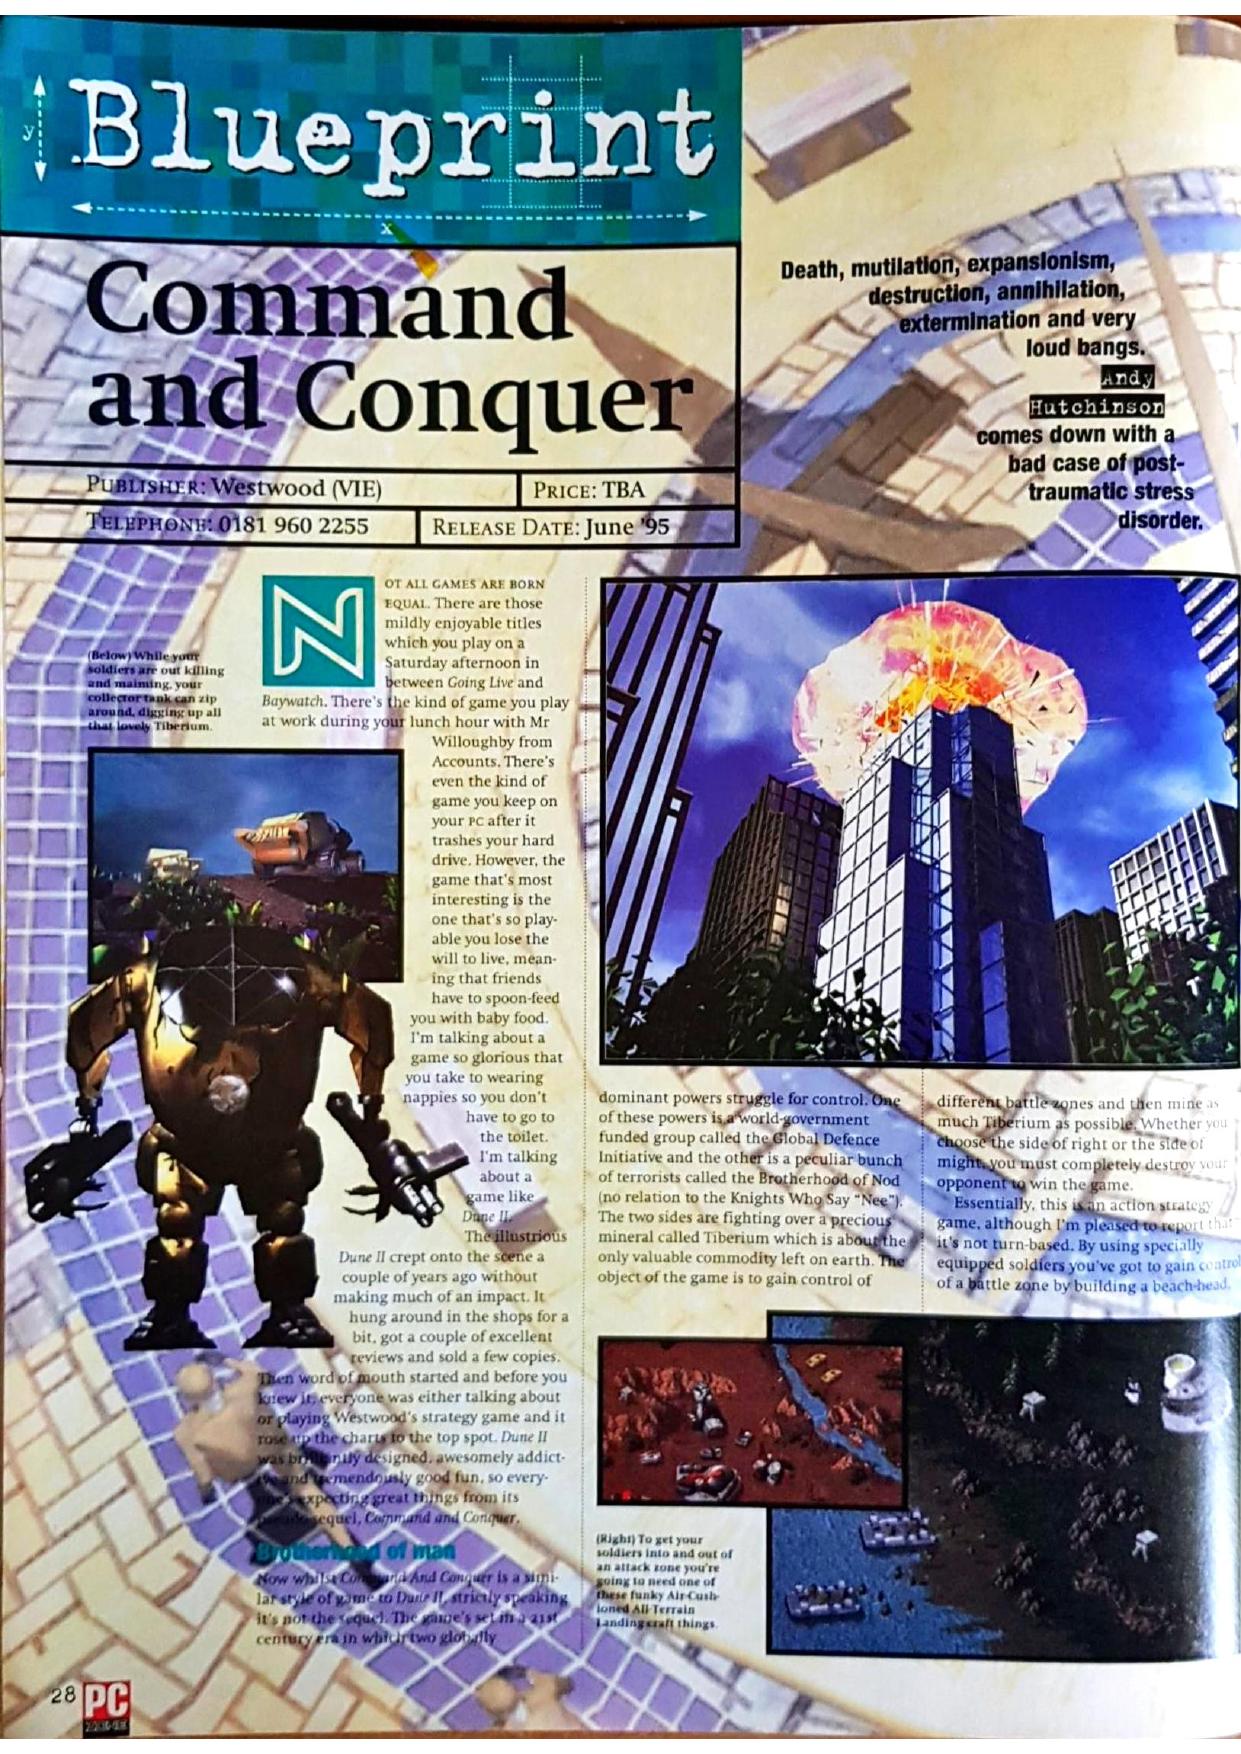 y
Blueprint
x
Command
and Conquer
PUBLISHER: Westwood (VIE)
PRICE: TBA
TELEPHONE: 0181 960 2255
RELEASE DATE: June '95
Death, mutilation, expansionism,
destruction, annihilation,
extermination and very
loud bangs.
Andy
Hutchinson
comes down with a
bad case of post-
traumatic stress
disorder.
(Below) While your
soldiers are out killing
and maiming, your
collector tank can zip
around, digging up all
that lovely Tiberium.
NOT ALL GAMES ARE BORN
EQUAL. There are those
mildly enjoyable titles
which you play on a
Saturday afternoon in
between Going Live and
Baywatch. There's the kind of game you play
at work during your lunch hour with Mr
Willoughby from
Accounts. There's
even the kind of
game you keep on
your PC after it
trashes your hard
drive. However, the
game that's most
interesting is the
one that's so play-
able you lose the
will to live, mean-
ing that friends
have to spoon-feed
you with baby food.
I'm talking about a
game so glorious that
you take to wearing
nappies so you don't
have to go to
the toilet.
I'm talking
about a
game like
Dune II.
The illustrious
Dune II crept onto the scene a
couple of years ago without
making much of an impact. It
hung around in the shops for a
bit, got a couple of excellent
reviews and sold a few copies.
Then word of mouth started and before you
knew it, everyone was either talking about
or playing Westwood's strategy game and it
rose up the charts to the top spot. Dune II
was brilliantly designed, awesomely addict-
ive and tremendously good fun, so every-
one's expecting great things from its
pseudo sequel, Command and Conquer.
Brotherhood of man
Now whilst Command And Conquer is a simi-
lar style of game to Dune II, strictly speaking
it's not the sequel. The game's set in a 21st
century era in which two globally
dominant powers struggle for control. One
of these powers is a world-government
funded group called the Global Defence
Initiative and the other is a peculiar bunch
of terrorists called the Brotherhood of Nod
(no relation to the Knights Who Say "Nee").
The two sides are fighting over a precious
mineral called Tiberium which is about the
only valuable commodity left on earth. The
object of the game is to gain control of
different battle zones and then mine as
much Tiberium as possible. Whether you
choose the side of right or the side of
might, you must completely destroy your
opponent to win the game.
Essentially, this is an action strategy
game, although I'm pleased to report that
it's not turn-based. By using specially
equipped soldiers you've got to gain control
of a battle zone by building a beach-head,
(Right) To get your
soldiers into and out of
an attack zone you're
going to need one of
these funky Air-Cush-
ioned All-Terrain
Landingcraft things.
28
PC
ZONE